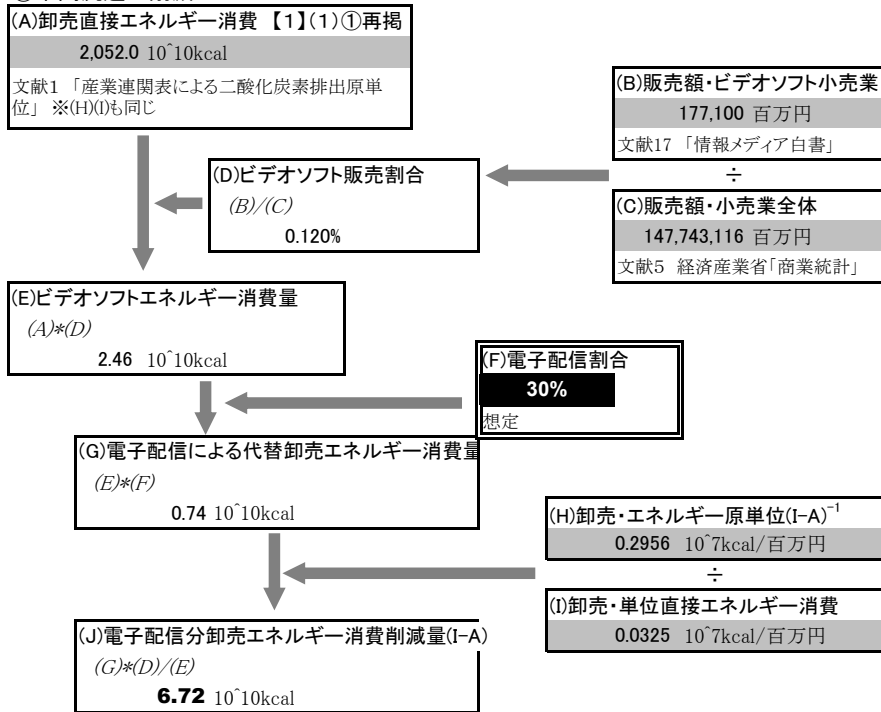 (A)卸売直接エネルギー消費 【1】(1)①再掲
2,052.0 10^10kcal
文献1 「産業連関表による二酸化炭素排出原単
位」 ※(H)(I)も同じ
(B)販売額・ビデオソフト小売業
177,100 百万円
文献17 「情報メディア白書」
÷
(C)販売額・小売業全体
147,743,116 百万円
文献5 経済産業省「商業統計」
(D)ビデオソフト販売割合
(B)/(C)
0.120%
(E)ビデオソフトエネルギー消費量
(A)*(D)
2.46 10^10kcal
(F)電子配信割合
30%
想定
(G)電子配信による代替卸売エネルギー消費量
(E)*(F)
0.74 10^10kcal
(H)卸売・エネルギー原単位(I-A)⁻¹
0.2956 10^7kcal/百万円
÷
(I)卸売・単位直接エネルギー消費
0.0325 10^7kcal/百万円
(J)電子配信分卸売エネルギー消費削減量(I-A)
(G)*(D)/(E)
6.72 10^10kcal